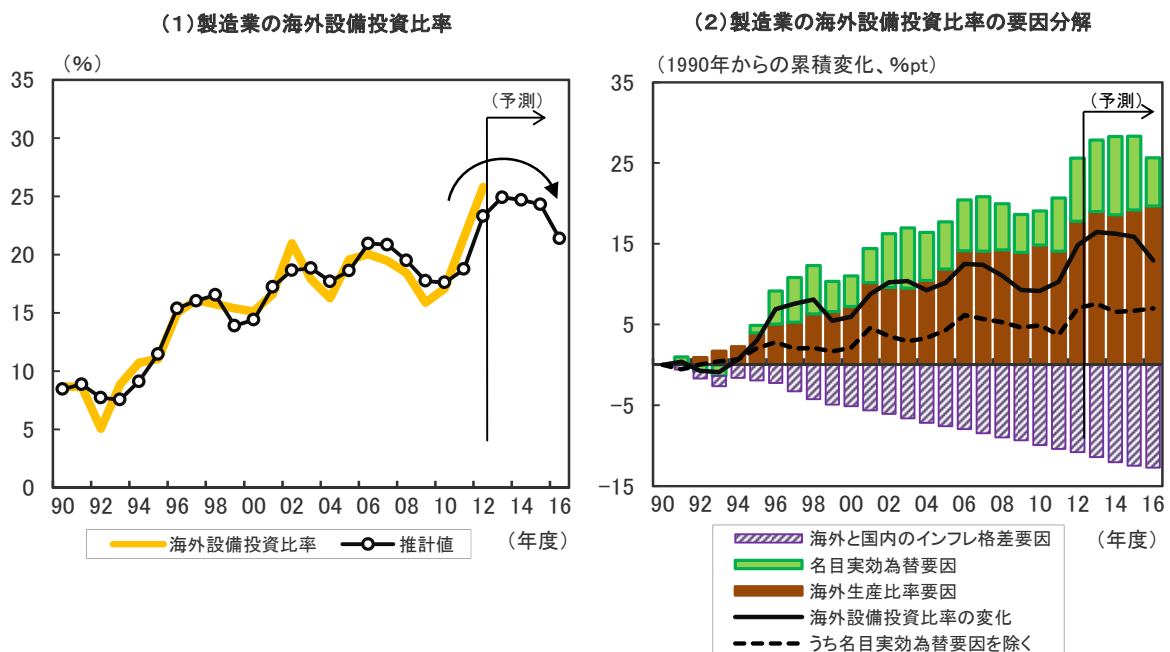 (1)製造業の海外設備投資比率
(%)
35
30
25
20
15
10
5
0
(予測)
90 92 94 96 98 00 02 04 06 08 10 12 14 16
海外設備投資比率 推計値
(年度)
(2)製造業の海外設備投資比率の要因分解
(1990年からの累積変化、%pt)
35
25
15
5
-5
-15
(予測)
90 92 94 96 98 00 02 04 06 08 10 12 14 16
(年度)
海外と国内のインフレ格差要因
名目実効為替要因
海外生産比率要因
海外設備投資比率の変化
うち名目実効為替要因を除く